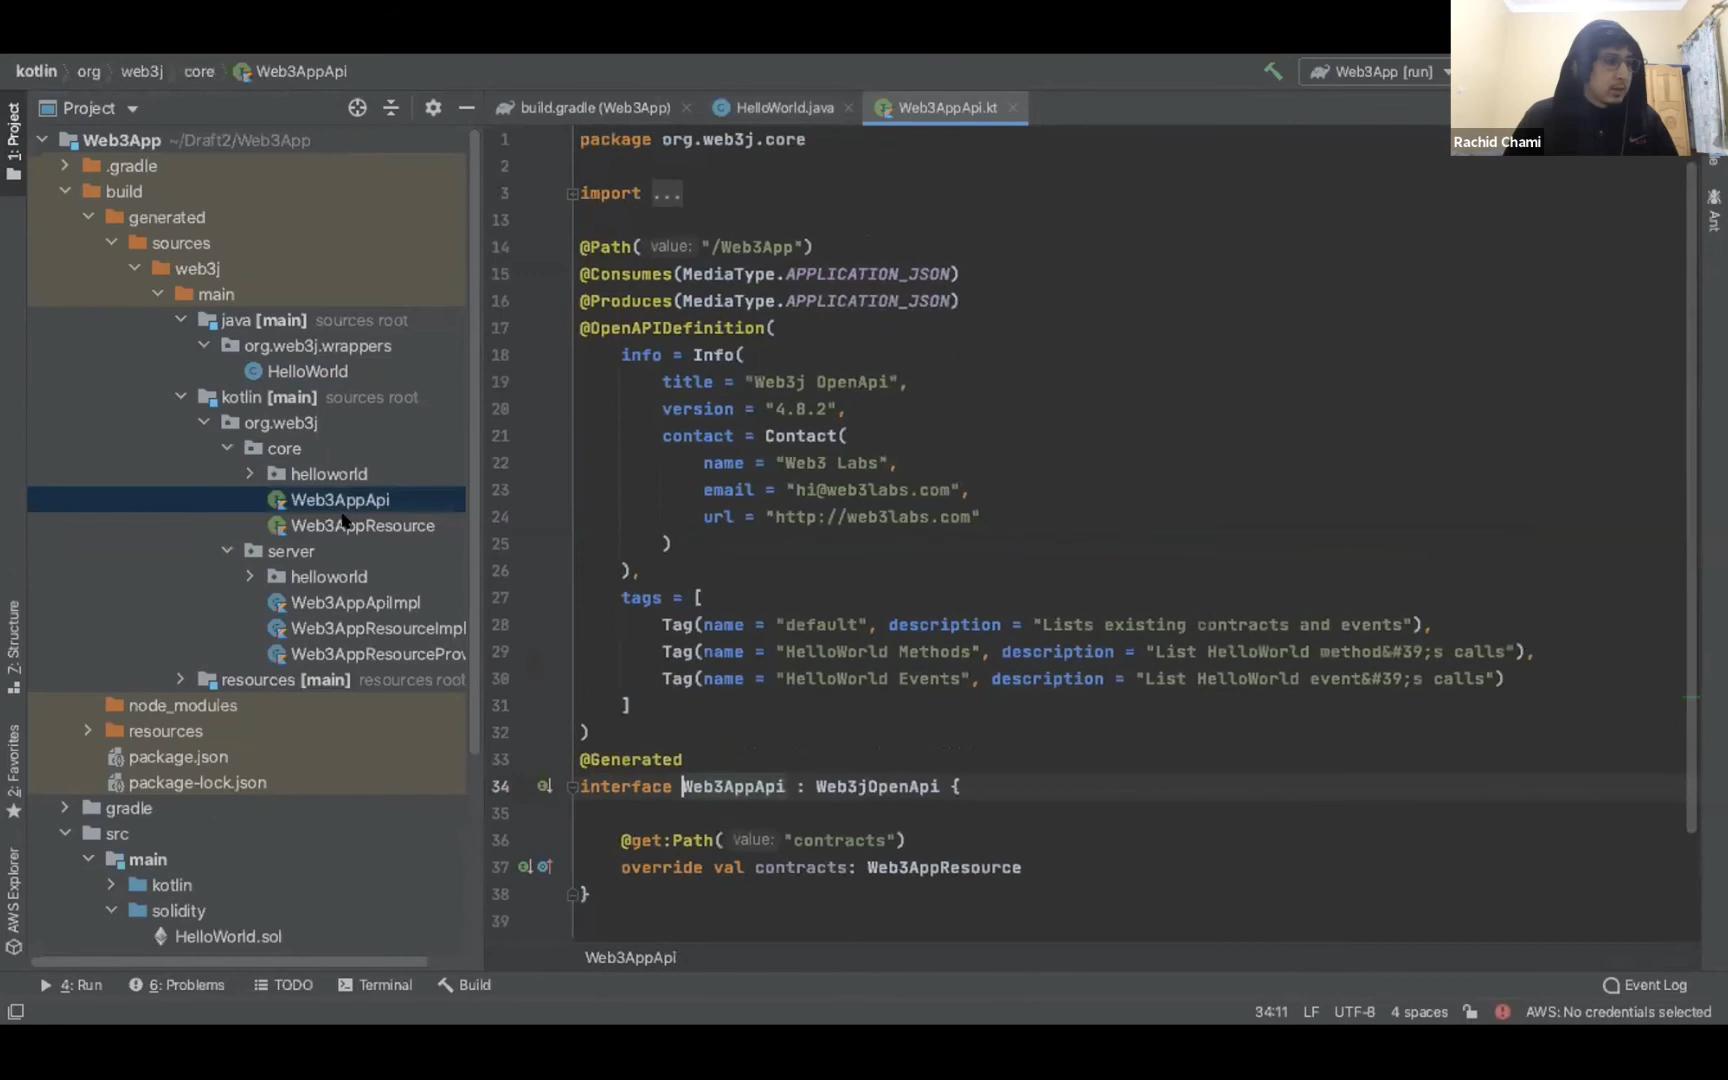 kotlin org web3j core Web3AppApi
Web3App [run]
Rachid Chami
1: Project
Project
build.gradle (Web3App)
HelloWorld.java
Web3AppApi.kt
Ant
Web3App ~/Draft2/Web3App
.gradle
build
generated
sources
web3j
main
java [main] sources root
org.web3j.wrappers
HelloWorld
kotlin [main] sources root
org.web3j
core
helloworld
Web3AppApi
Web3AppResource
server
helloworld
Web3AppApiImpl
Web3AppResourceImpl
Web3AppResourceProv
resources [main] resources root
node_modules
resources
package.json
package-lock.json
gradle
src
main
kotlin
solidity
HelloWorld.sol
Z: Structure
2: Favorites
AWS Explorer
1 package org.web3j.core
2
3 import ...
13
14 @Path( value: "/Web3App")
15 @Consumes(MediaType.APPLICATION_JSON)
16 @Produces(MediaType.APPLICATION_JSON)
17 @OpenAPIDefinition(
18 info = Info(
19 title = "Web3j OpenApi",
20 version = "4.8.2",
21 contact = Contact(
22 name = "Web3 Labs",
23 email = "hi@web3labs.com",
24 url = "http://web3labs.com"
25 )
26 ),
27 tags = [
28 Tag(name = "default", description = "Lists existing contracts and events"),
29 Tag(name = "HelloWorld Methods", description = "List HelloWorld method&#39;s calls"),
30 Tag(name = "HelloWorld Events", description = "List HelloWorld event&#39;s calls")
31 ]
32 )
33 @Generated
34 interface Web3AppApi : Web3jOpenApi {
35
36 @get:Path( value: "contracts")
37 override val contracts: Web3AppResource
38 }
39
Web3AppApi
4: Run
6: Problems
TODO
Terminal
Build
Event Log
34:11 LF UTF-8 4 spaces AWS: No credentials selected